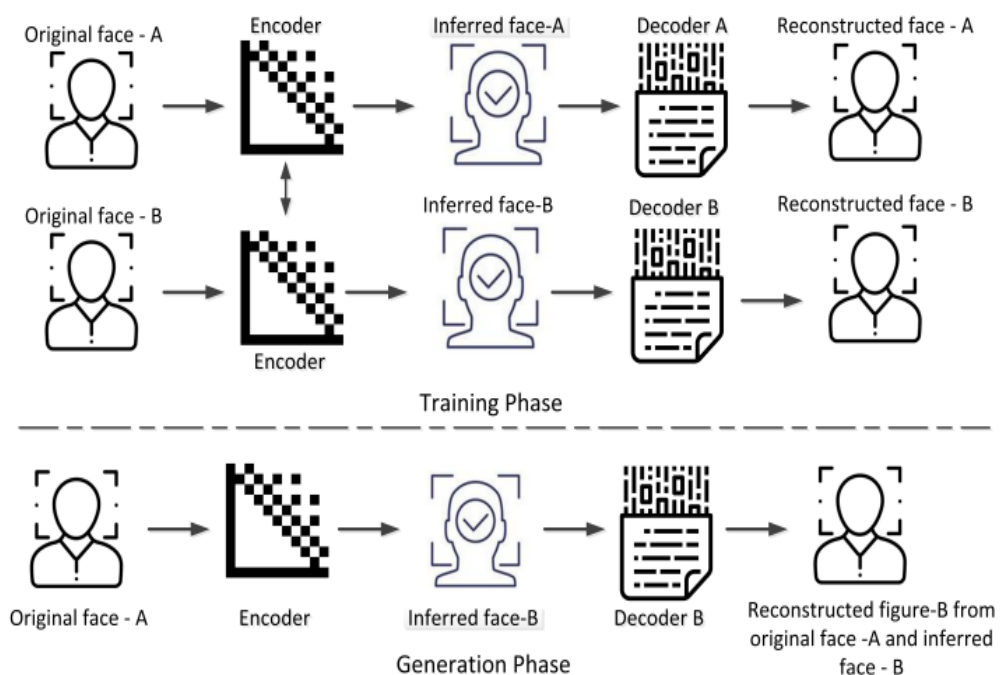 Original face - A
Encoder
Inferred face-A
Decoder A
Reconstructed face - A
Original face - B
Inferred face-B
Decoder B
Reconstructed face - B
Encoder
Training Phase
Original face - A
Encoder
Inferred face-B
Decoder B
Reconstructed figure-B from
original face -A and inferred
face - B
Generation Phase